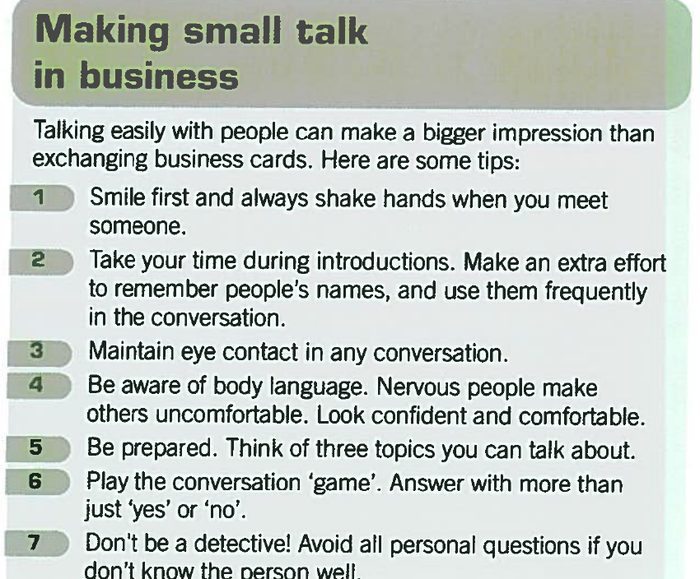 Making small talk
in business
Talking easily with people can make a bigger impression than
exchanging business cards. Here are some tips:
1 Smile first and always shake hands when you meet
someone.
2 Take your time during introductions. Make an extra effort
to remember people's names, and use them frequently
in the conversation.
3 Maintain eye contact in any conversation.
4 Be aware of body language. Nervous people make
others uncomfortable. Look confident and comfortable.
5 Be prepared. Think of three topics you can talk about.
6 Play the conversation 'game'. Answer with more than
just 'yes' or 'no'.
7 Don't be a detective! Avoid all personal questions if you
don't know the person well.